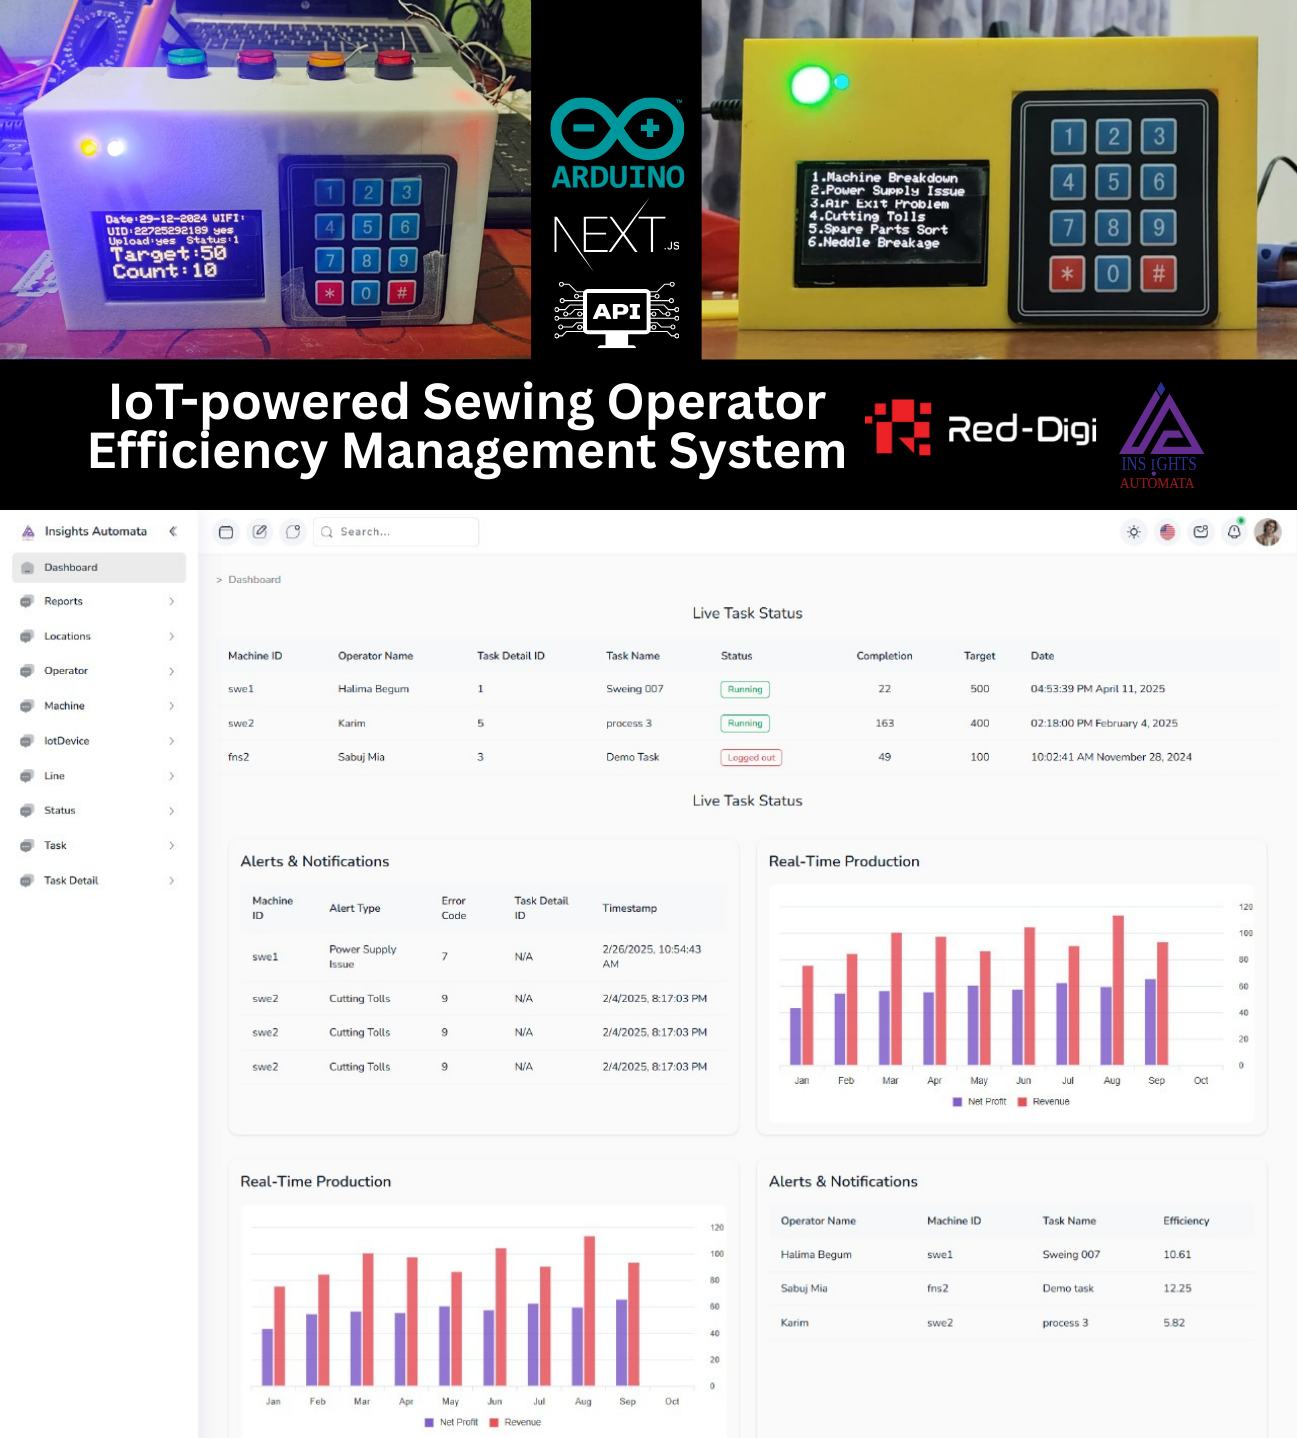 Date:29-12-2024 WIFI:
UID:22725292189 yes
Upload:yes Status:1
Target:50
Count:10
1 2 3
4 5 6
7 8 9
* 0 #
ARDUINO
™
NEXT.JS
API
1.Machine Breakdown
2.Power Supply Issue
3.Air Exit Problem
4.Cutting Tolls
5.Spare Parts Sort
6.Neddle Breakage
1 2 3
4 5 6
7 8 9
* 0 #
IoT-powered Sewing Operator
Efficiency Management System
Red-Digi
INSIGHTS
AUTOMATA
Insights Automata
Search...
Dashboard
Reports
Locations
Operator
Machine
IotDevice
Line
Status
Task
Task Detail
> Dashboard
Live Task Status
Machine ID Operator Name Task Detail ID Task Name Status Completion Target Date
swe1 Halima Begum 1 Sweing 007 Running 22 500 04:53:39 PM April 11, 2025
swe2 Karim 5 process 3 Running 163 400 02:18:00 PM February 4, 2025
fns2 Sabuj Mia 3 Demo Task Logged out 49 100 10:02:41 AM November 28, 2024
Live Task Status
Alerts & Notifications
Machine ID Alert Type Error Code Task Detail ID Timestamp
swe1 Power Supply Issue 7 N/A 2/26/2025, 10:54:43 AM
swe2 Cutting Tolls 9 N/A 2/4/2025, 8:17:03 PM
swe2 Cutting Tolls 9 N/A 2/4/2025, 8:17:03 PM
swe2 Cutting Tolls 9 N/A 2/4/2025, 8:17:03 PM
Real-Time Production
120
100
80
60
40
20
0
Jan Feb Mar Apr May Jun Jul Aug Sep Oct
Net Profit Revenue
Real-Time Production
120
100
80
60
40
20
0
Jan Feb Mar Apr May Jun Jul Aug Sep Oct
Net Profit Revenue
Alerts & Notifications
Operator Name Machine ID Task Name Efficiency
Halima Begum swe1 Sweing 007 10.61
Sabuj Mia fns2 Demo task 12.25
Karim swe2 process 3 5.82